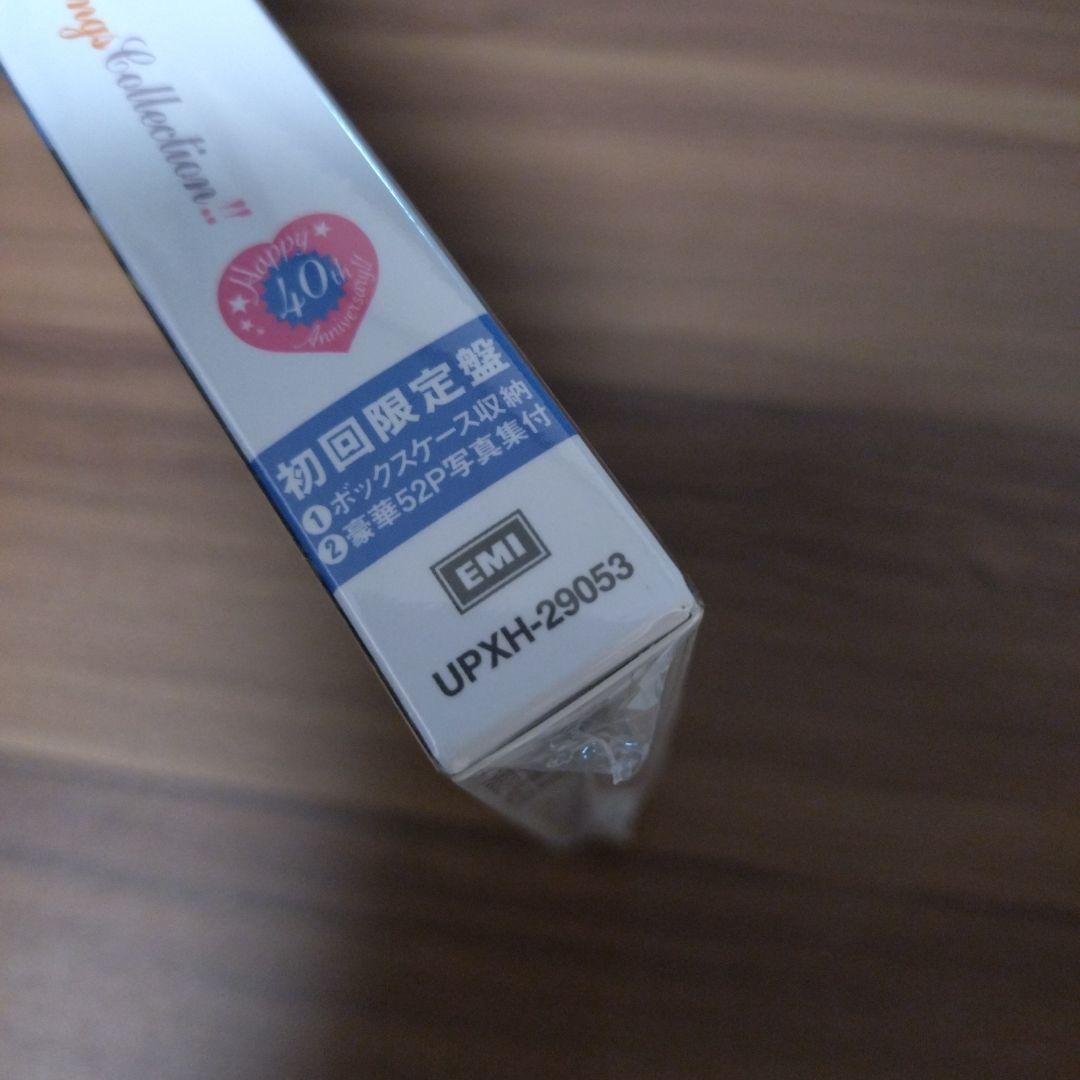 ngs Collection!!
Happy
40th
Anniversary!!
初回限定盤
①ボックスケース収納
②豪華52P写真集付
EMI
UPXH-29053